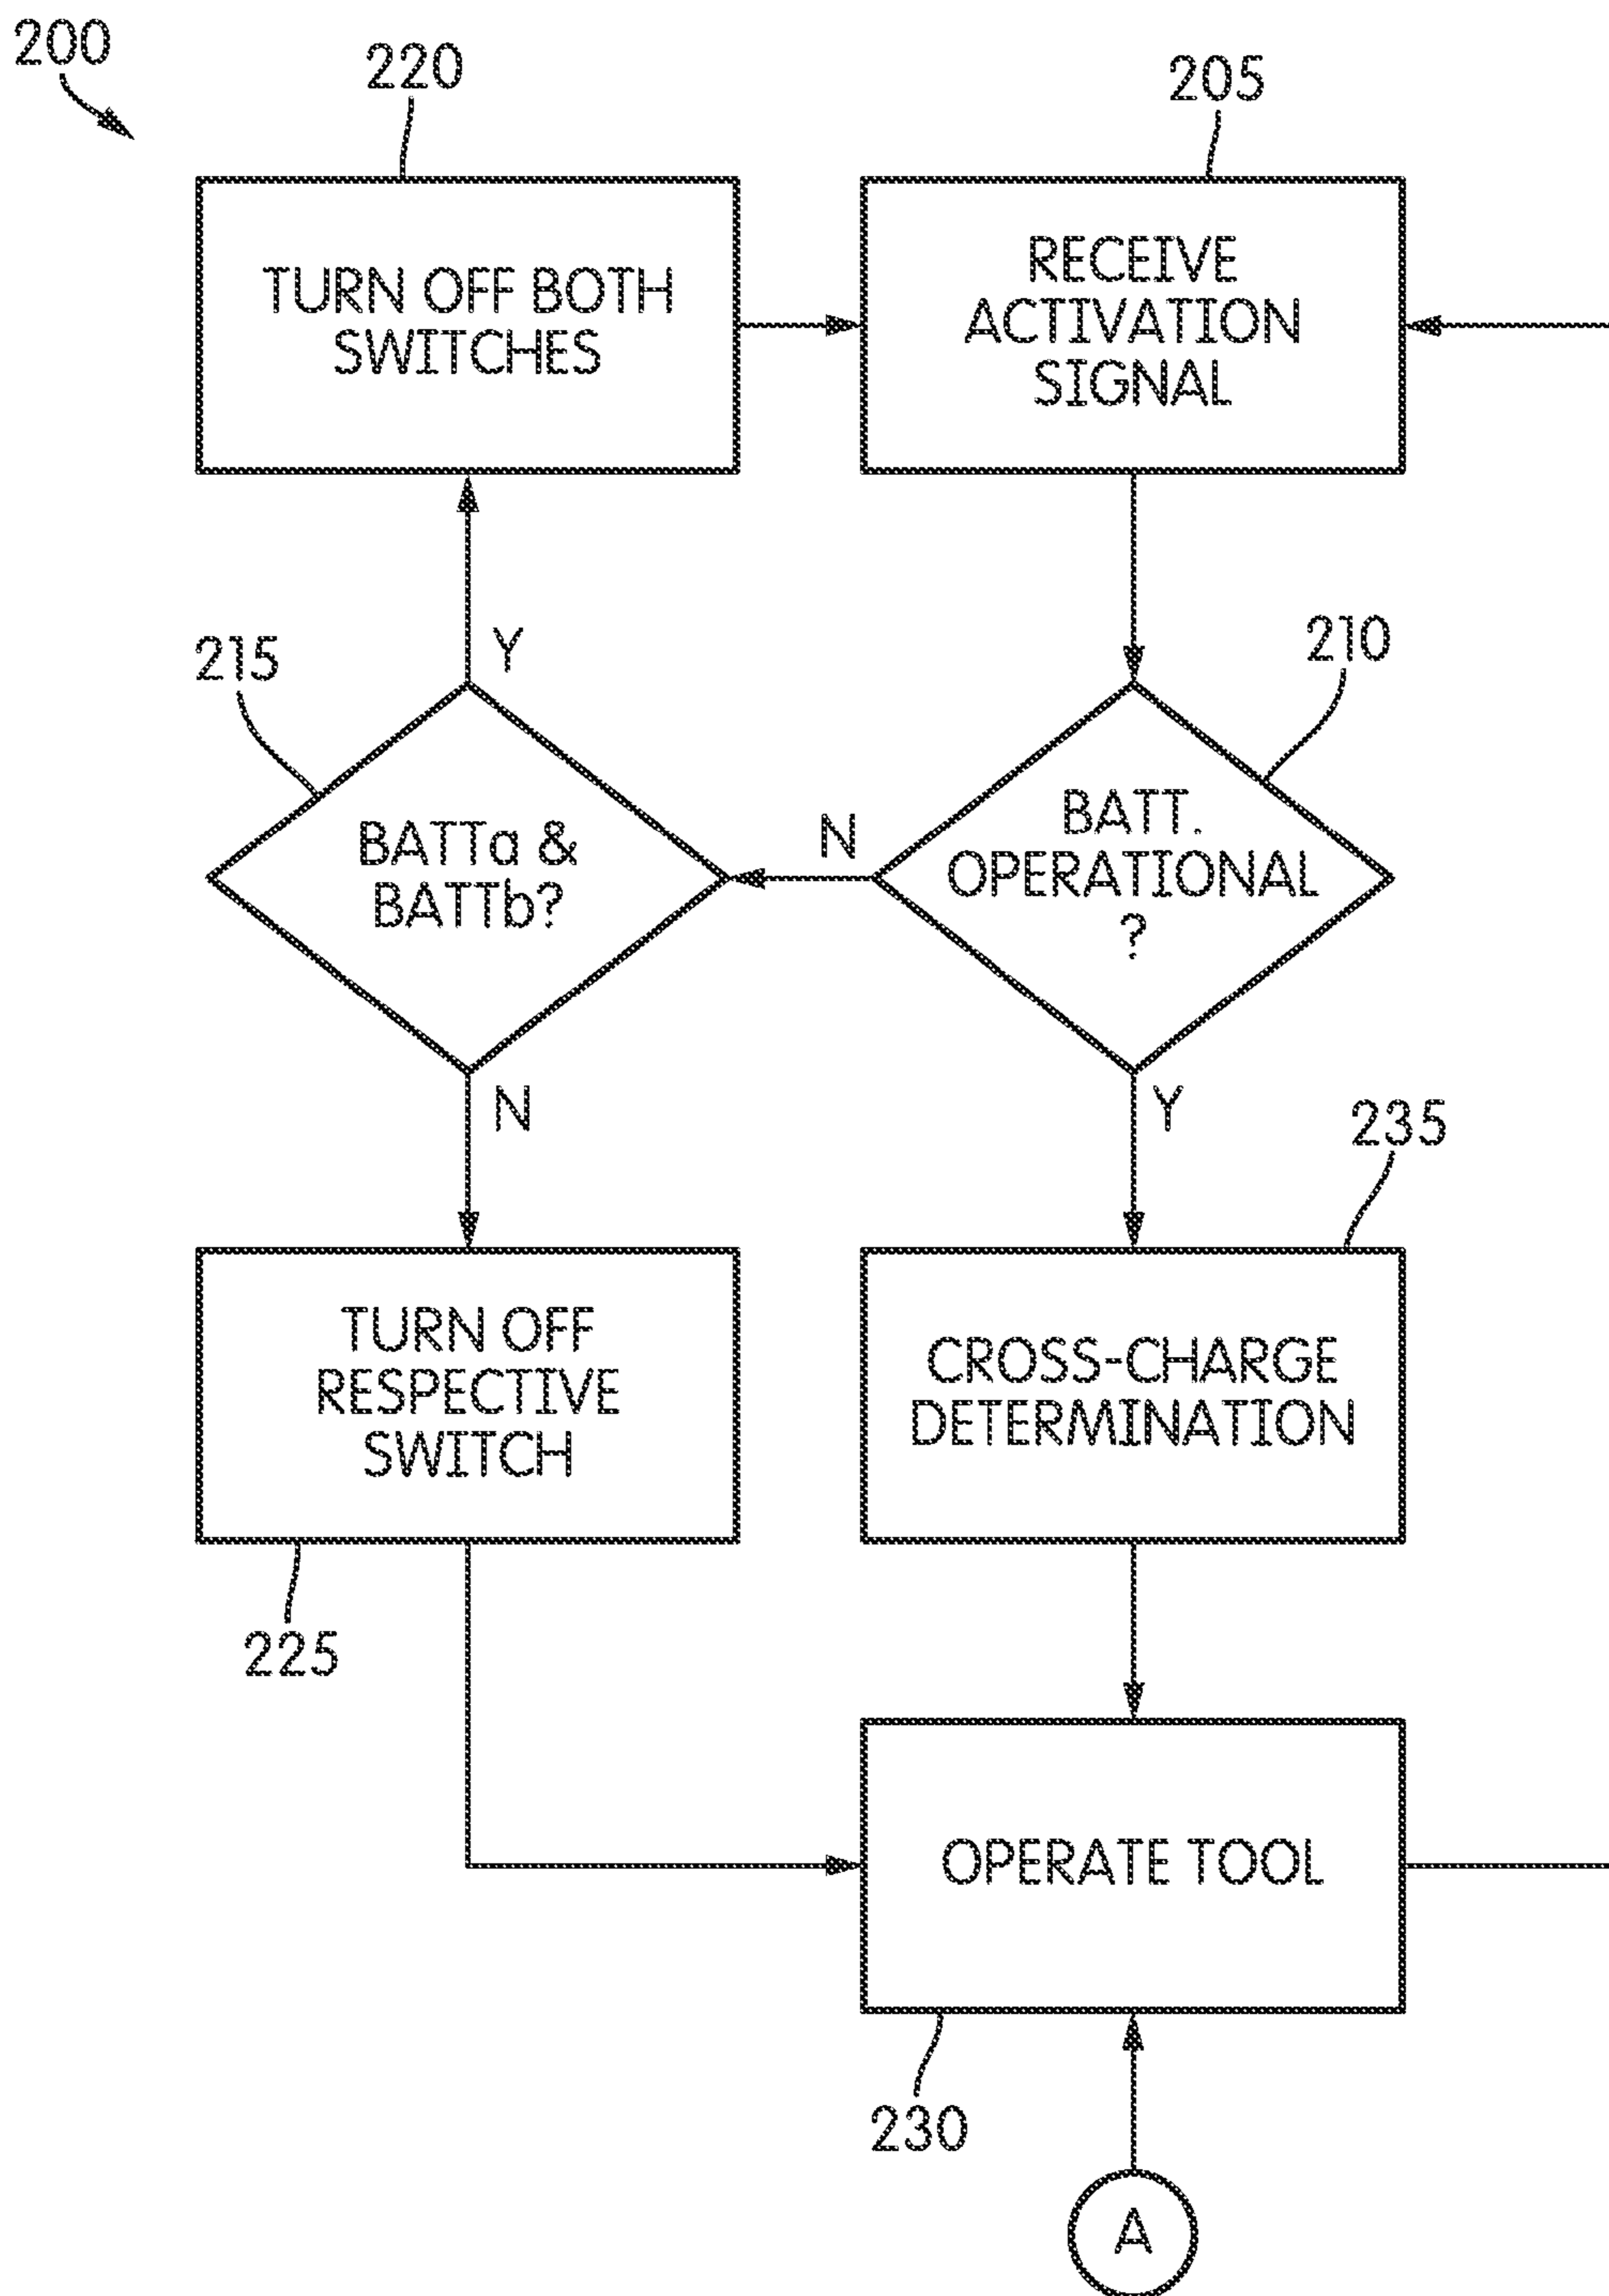 200
220
205
TURN OFF BOTH
SWITCHES
RECEIVE
ACTIVATION
SIGNAL
215
Y
210
BATTa &
BATTb?
N
BATT.
OPERATIONAL
?
N
Y
235
TURN OFF
RESPECTIVE
SWITCH
CROSS-CHARGE
DETERMINATION
225
OPERATE TOOL
230
A